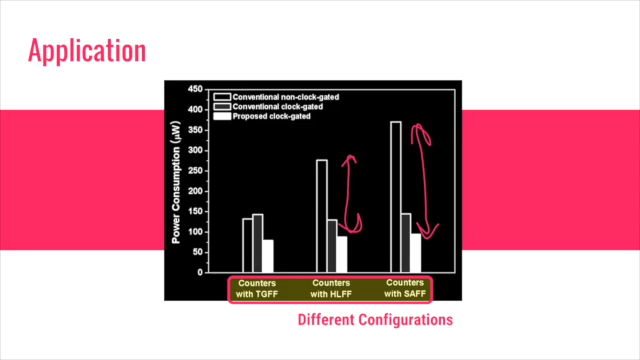 Application
450
400
350
300
250
200
150
100
50
0
Power Consumption (μW)
Conventional non-clock-gated
Conventional clock-gated
Proposed clock-gated
Counters
with TGFF
Counters
with HLFF
Counters
with SAFF
Different Configurations